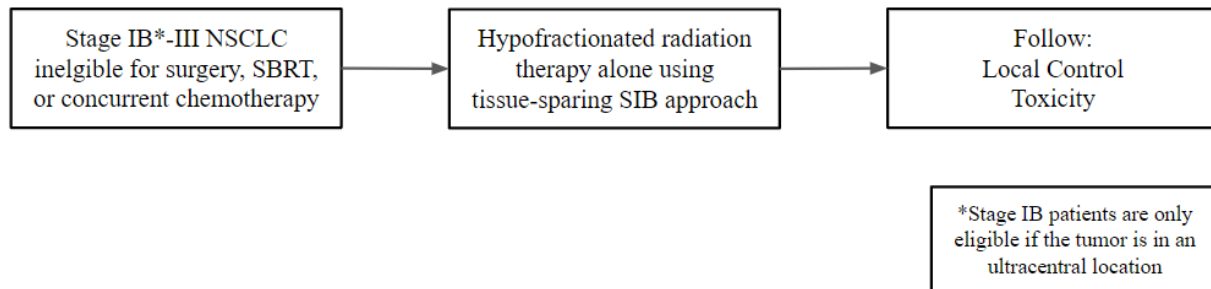 Stage IB*-III NSCLC
inelgible for surgery, SBRT,
or concurrent chemotherapy
Hypofractionated radiation
therapy alone using
tissue-sparing SIB approach
Follow:
Local Control
Toxicity
*Stage IB patients are only
eligible if the tumor is in an
ultracentral location